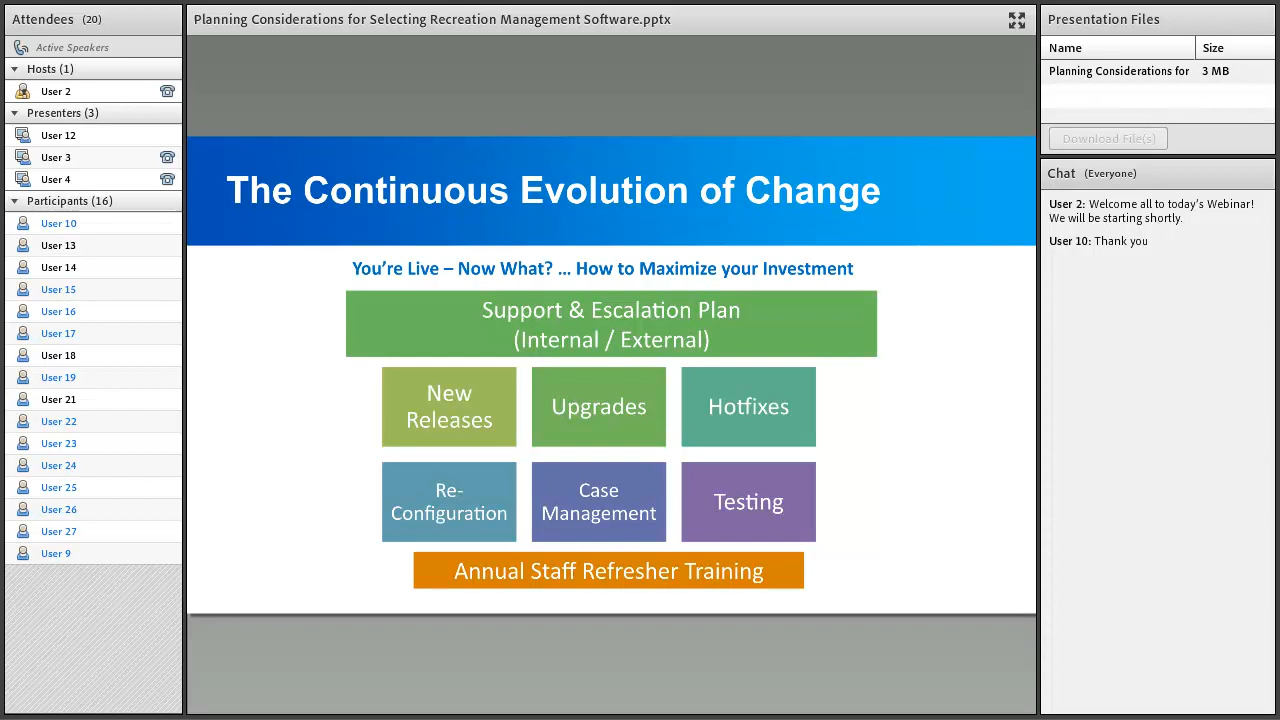 Attendees (20)
Active Speakers
Hosts (1)
User 2
Presenters (3)
User 12
User 3
User 4
Participants (16)
User 10
User 13
User 14
User 15
User 16
User 17
User 18
User 19
User 21
User 22
User 23
User 24
User 25
User 26
User 27
User 9
Planning Considerations for Selecting Recreation Management Software.pptx
The Continuous Evolution of Change
You’re Live – Now What? ... How to Maximize your Investment
Support & Escalation Plan
(Internal / External)
New
Releases
Upgrades
Hotfixes
Re-
Configuration
Case
Management
Testing
Annual Staff Refresher Training
Presentation Files
Name Size
Planning Considerations for 3 MB
Download File(s)
Chat (Everyone)
User 2: Welcome all to today’s Webinar!
We will be starting shortly.
User 10: Thank you